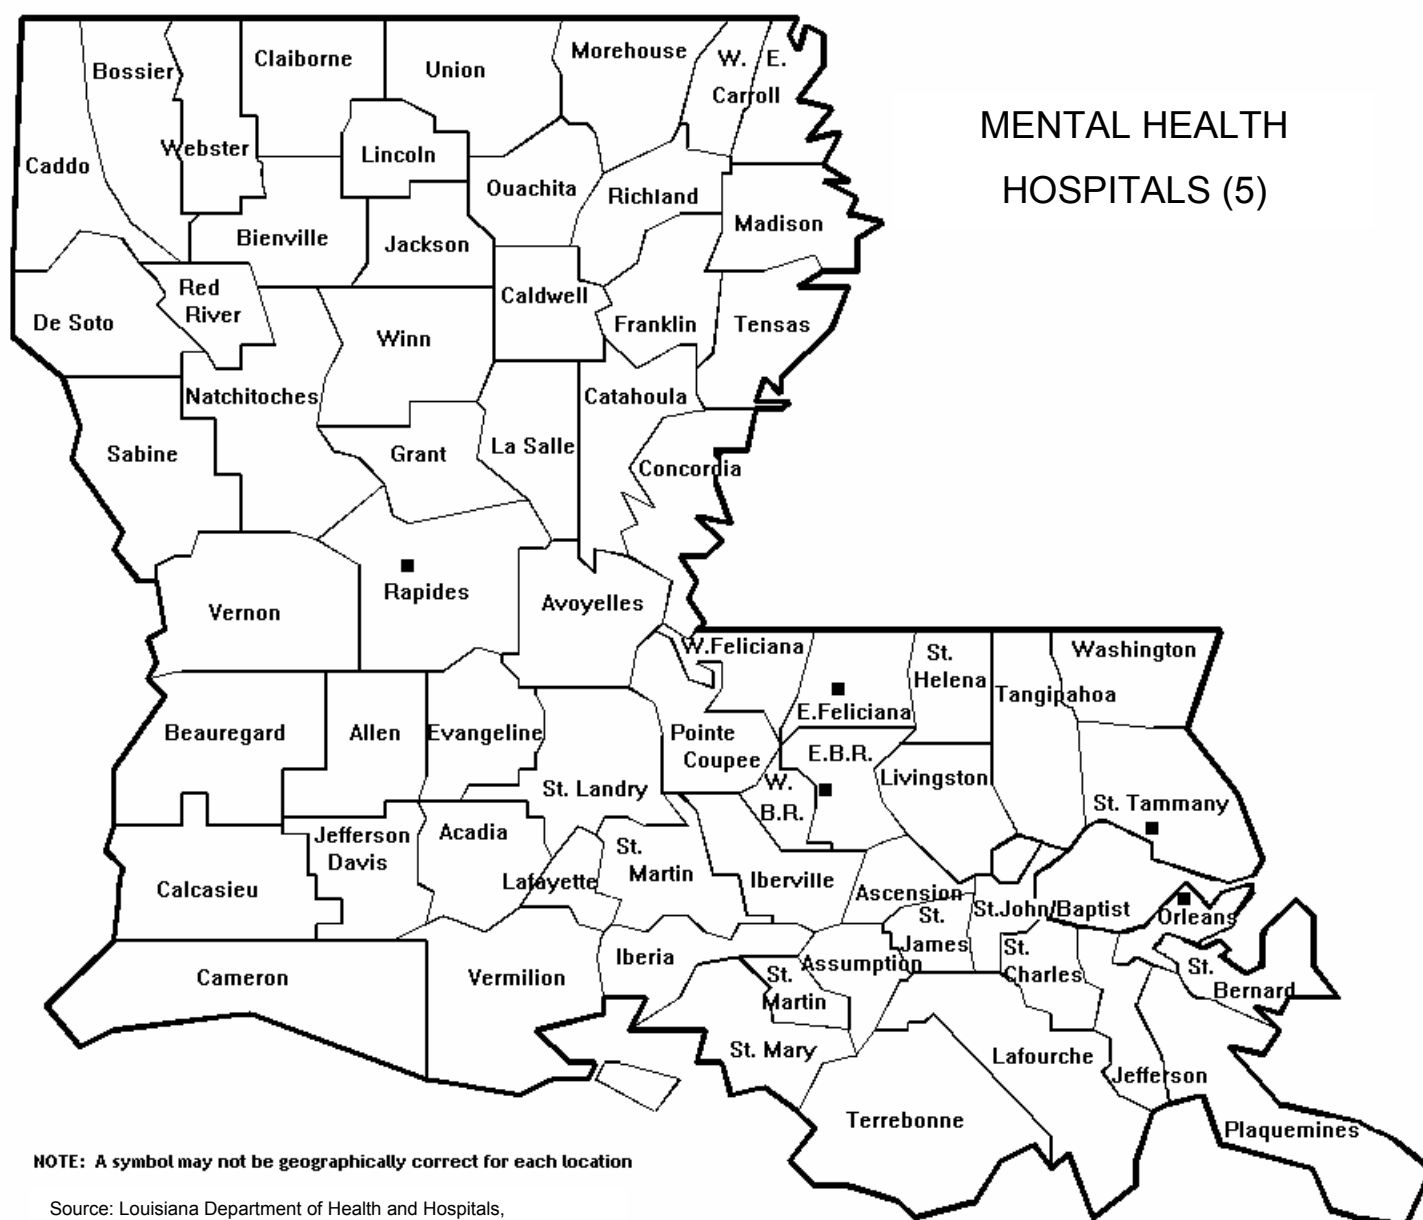 MENTAL HEALTH
HOSPITALS (5)
Morehouse
W. E.
Carroll
Claiborne
Union
Bossier
Webster
Lincoln
Caddo
Ouachita
Richland
Madison
Bienville
Jackson
Red
River
Caldwell
De Soto
Winn
Franklin
Tensas
Natchitoches
Catahoula
Sabine
Grant
La Salle
Concordia
Rapides
Avoyelles
Vernon
W.Feliciana
St.
Helena
Washington
Tangipahoa
E.Feliciana
Beauregard
Allen
Evangeline
Pointe
Coupee
E.B.R.
W.
B.R.
Livingston
St. Landry
St. Tammany
Jefferson
Davis
Acadia
St.
Martin
Calcasieu
Lafayette
Iberville
Ascension
St.John/Baptist
Orleans
St.
James
St.
Charles
Cameron
Vermilion
Iberia
Assumption
St.
Martin
St.
Bernard
St. Mary
Lafourche
Jefferson
Terrebonne
Plaquemines
NOTE: A symbol may not be geographically correct for each location
Source: Louisiana Department of Health and Hospitals,